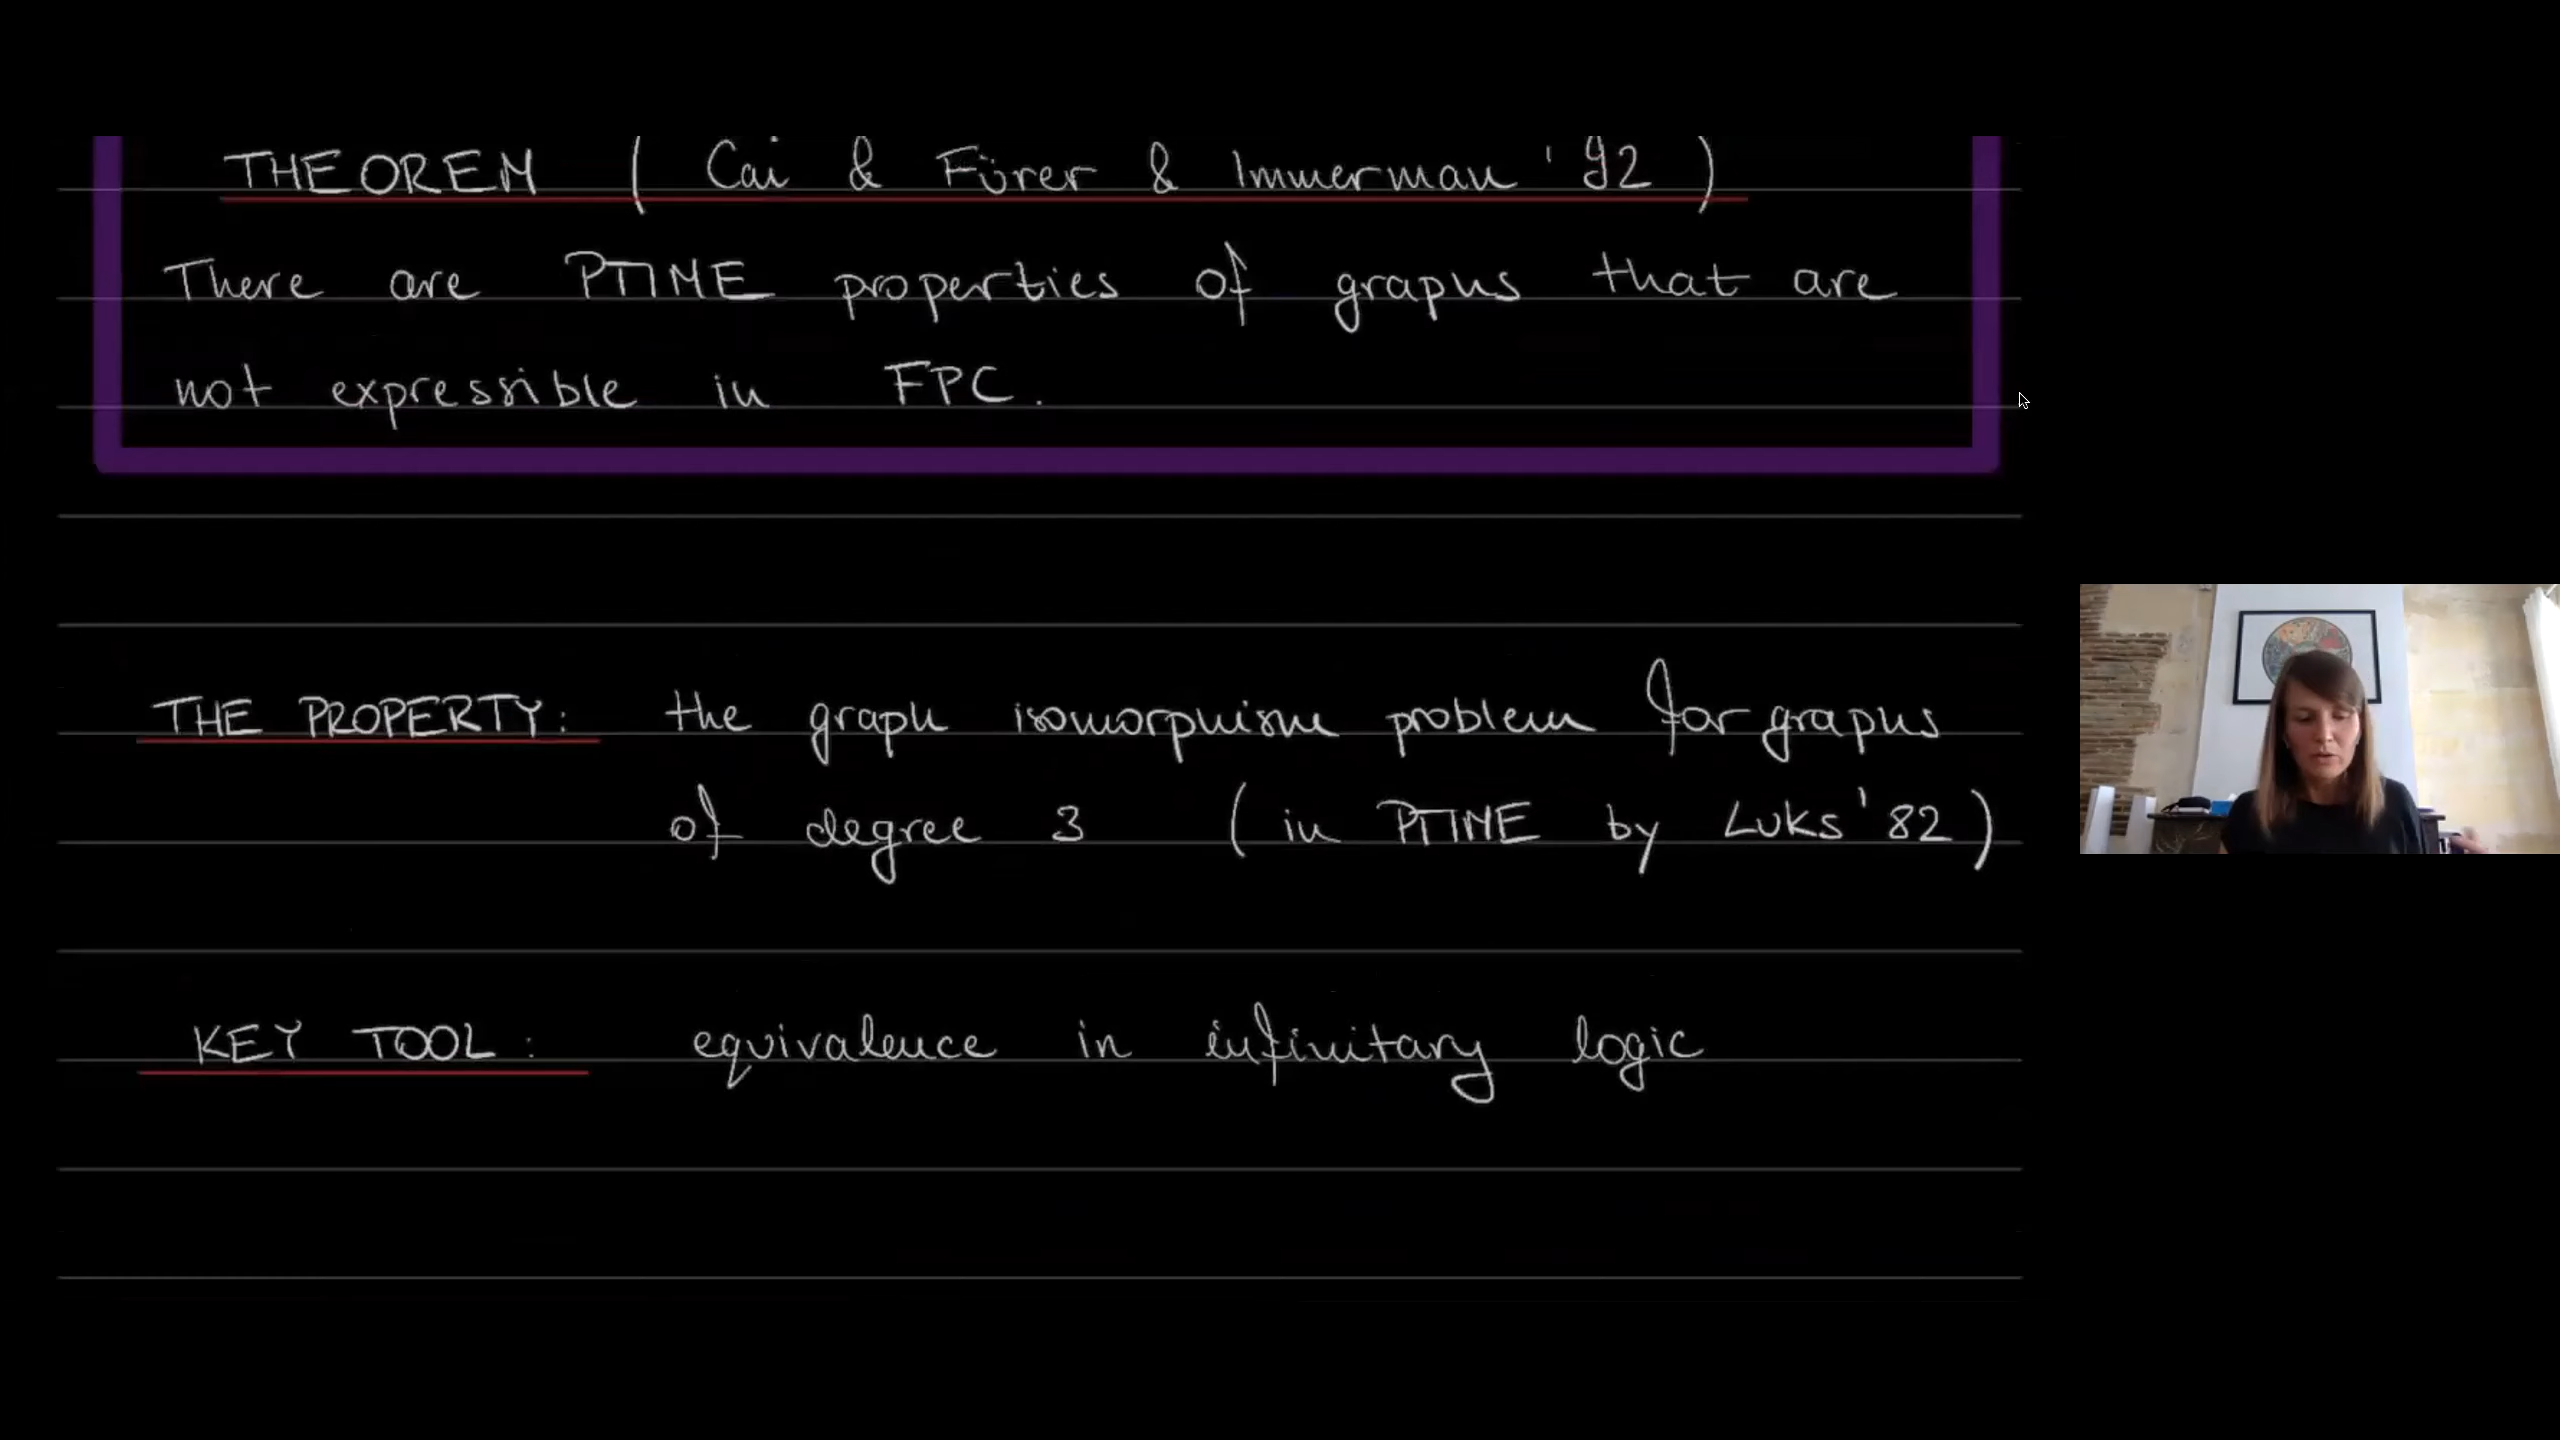 THEOREM ( Cai & Fürer & Immerman '92 )
There are PTIME properties of graphs that are
not expressible in FPC.
THE PROPERTY: the graph isomorphism problem for graphs
of degree 3 ( in PTIME by Luks '82 )
KEY TOOL: equivalence in infinitary logic